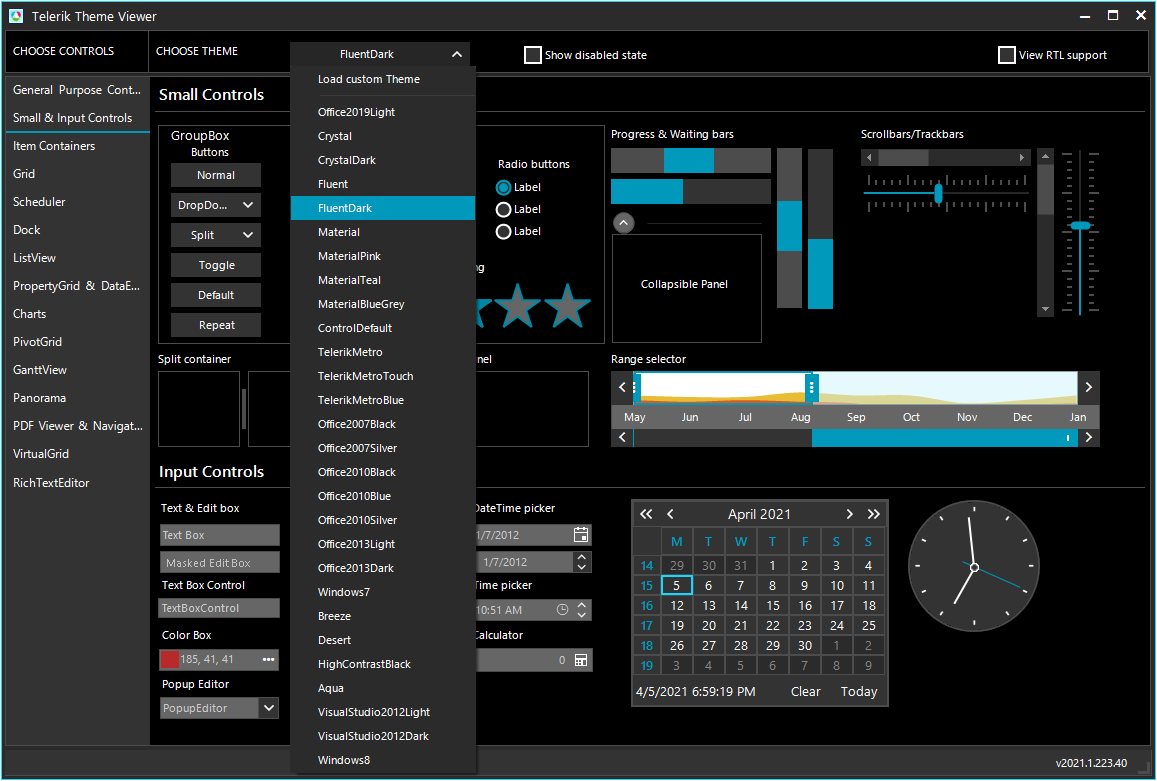 Telerik Theme Viewer
CHOOSE CONTROLS
CHOOSE THEME
FluentDark
Show disabled state
View RTL support
General Purpose Cont...
Small & Input Controls
Item Containers
Grid
Scheduler
Dock
ListView
PropertyGrid & DataE...
Charts
PivotGrid
GanttView
Panorama
PDF Viewer & Navigat...
VirtualGrid
RichTextEditor
Load custom Theme
Office2019Light
Crystal
CrystalDark
Fluent
FluentDark
Material
MaterialPink
MaterialTeal
MaterialBlueGrey
ControlDefault
TelerikMetro
TelerikMetroTouch
TelerikMetroBlue
Office2007Black
Office2007Silver
Office2010Black
Office2010Blue
Office2010Silver
Office2013Light
Office2013Dark
Windows7
Breeze
Desert
HighContrastBlack
Aqua
VisualStudio2012Light
VisualStudio2012Dark
Windows8
Small Controls
GroupBox
Buttons
Normal
DropDo...
Split
Toggle
Default
Repeat
Radio buttons
Label
Label
Label
Progress & Waiting bars
Collapsible Panel
Scrollbars/Trackbars
Split container
Range selector
May Jun Jul Aug Sep Oct Nov Dec Jan
Input Controls
Text & Edit box
Text Box
Masked Edit Box
Text Box Control
TextBoxControl
Color Box
185, 41, 41
Popup Editor
PopupEditor
DateTime picker
1/7/2012
1/7/2012
Time picker
10:51 AM
Calculator
0
April 2021
M T W T F S S
14 29 30 31 1 2 3 4
15 5 6 7 8 9 10 11
16 12 13 14 15 16 17 18
17 19 20 21 22 23 24 25
18 26 27 28 29 30 1 2
19 3 4 5 6 7 8 9
4/5/2021 6:59:19 PM Clear Today
v2021.1.223.40